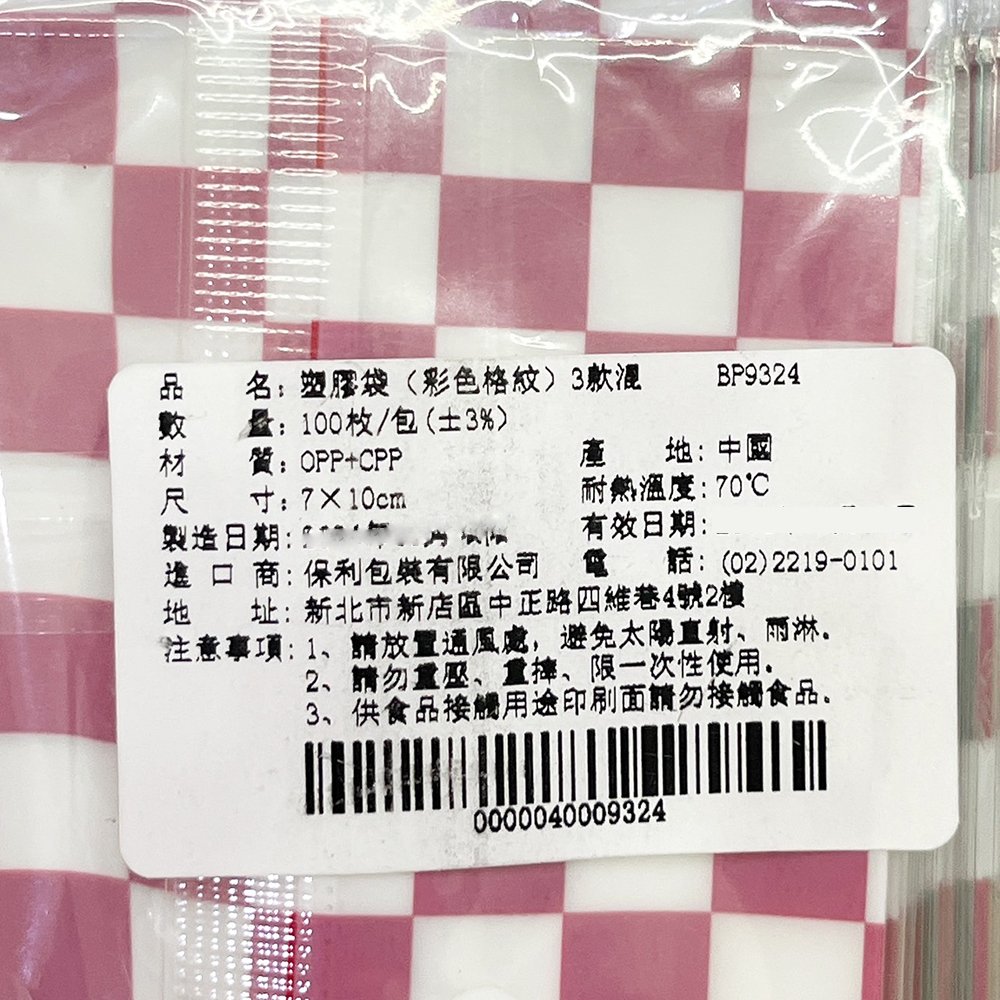 品 名: 塑膠袋 (彩色格紋) 3款混 BP9324
數 量: 100枚/包(±3%)
材 質: OPP+CPP 產 地: 中國
尺 寸: 7×10cm 耐熱溫度: 70℃
製造日期: 有效日期:
進 口 商: 保利包裝有限公司 電 話: (02)2219-0101
地 址: 新北市新店區中正路四維巷4號2樓
注意事項: 1、請放置通風處,避免太陽直射、雨淋.
2、請勿重壓、重摔、限一次性使用.
3、供食品接觸用途印刷面請勿接觸食品.
0000040009324